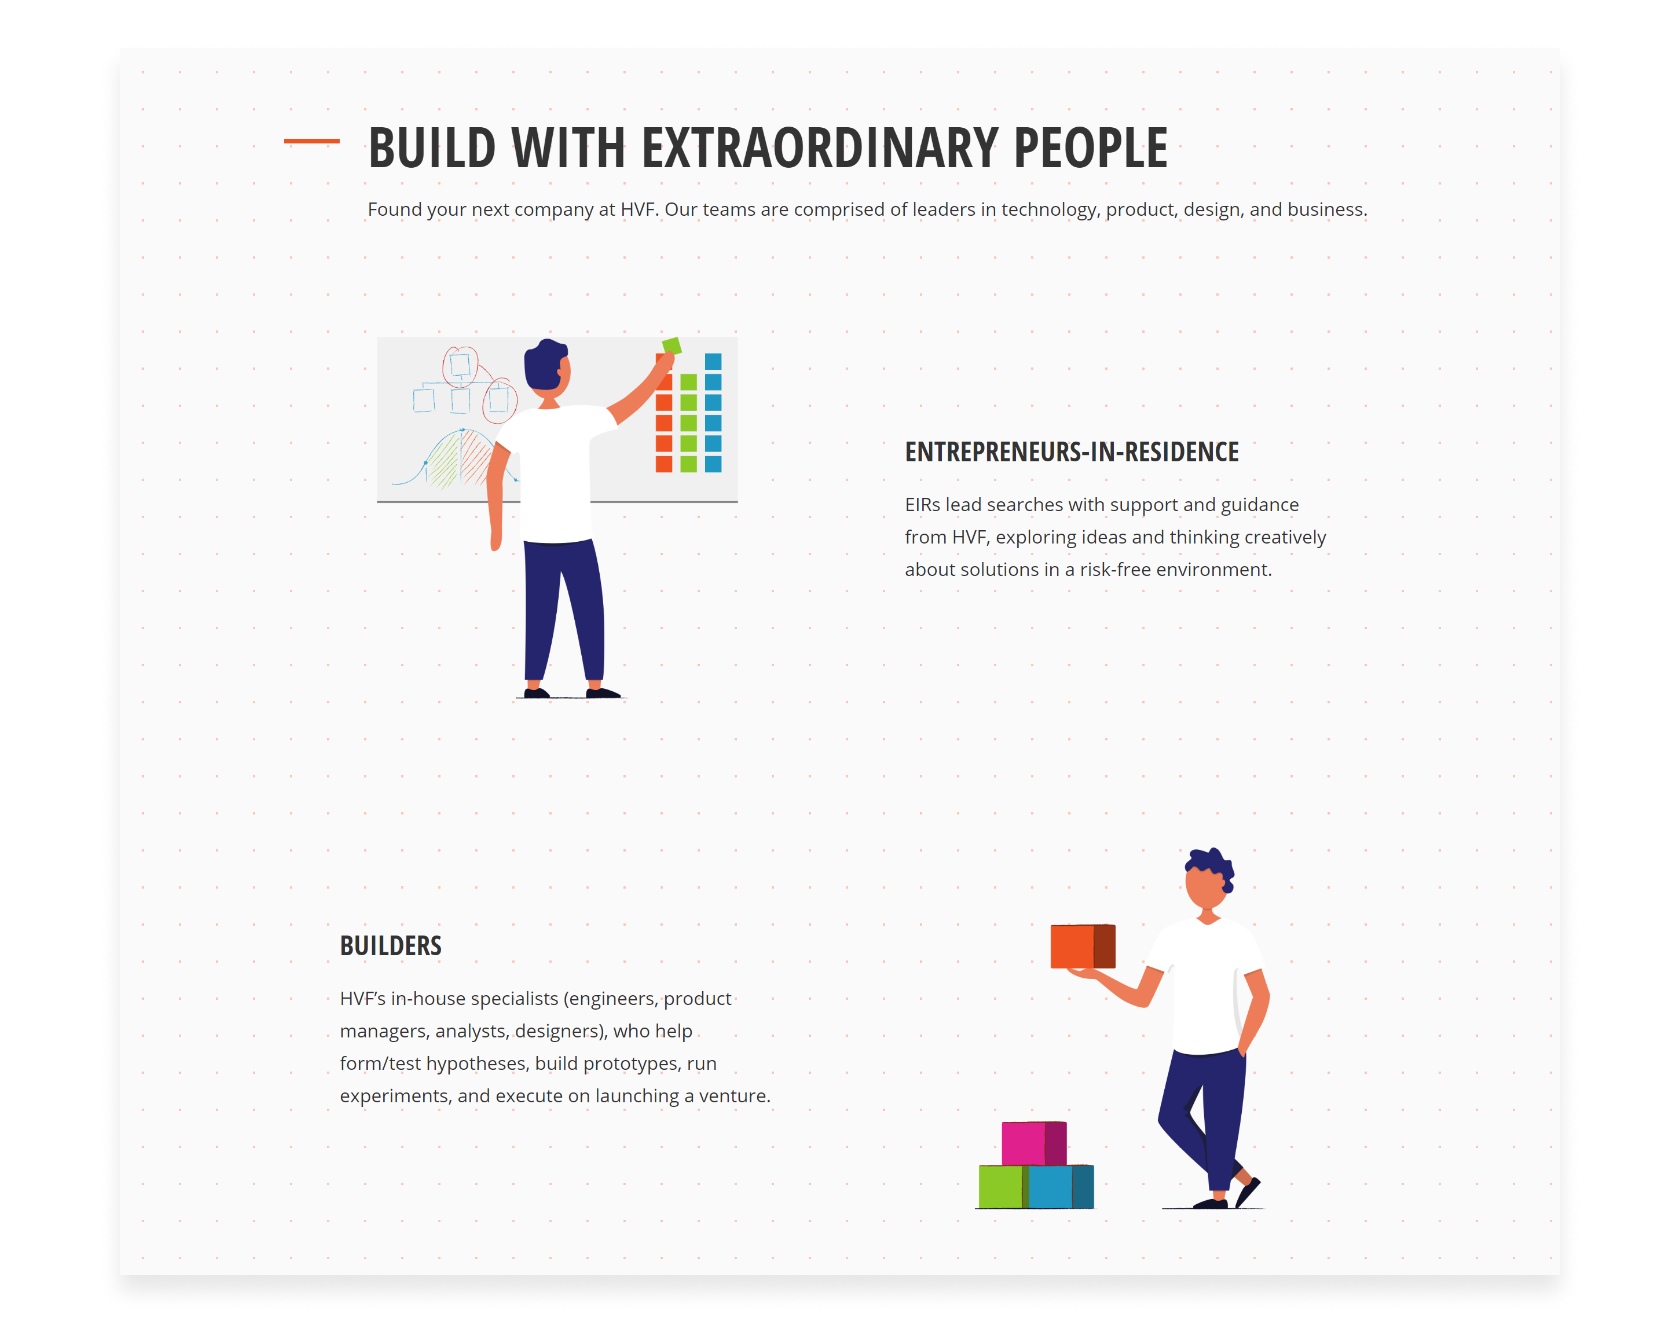 BUILD WITH EXTRAORDINARY PEOPLE
Found your next company at HVF. Our teams are comprised of leaders in technology, product, design, and business.
ENTREPRENEURS-IN-RESIDENCE
EIRs lead searches with support and guidance
from HVF, exploring ideas and thinking creatively
about solutions in a risk-free environment.
BUILDERS
HVF’s in-house specialists (engineers, product
managers, analysts, designers), who help
form/test hypotheses, build prototypes, run
experiments, and execute on launching a venture.